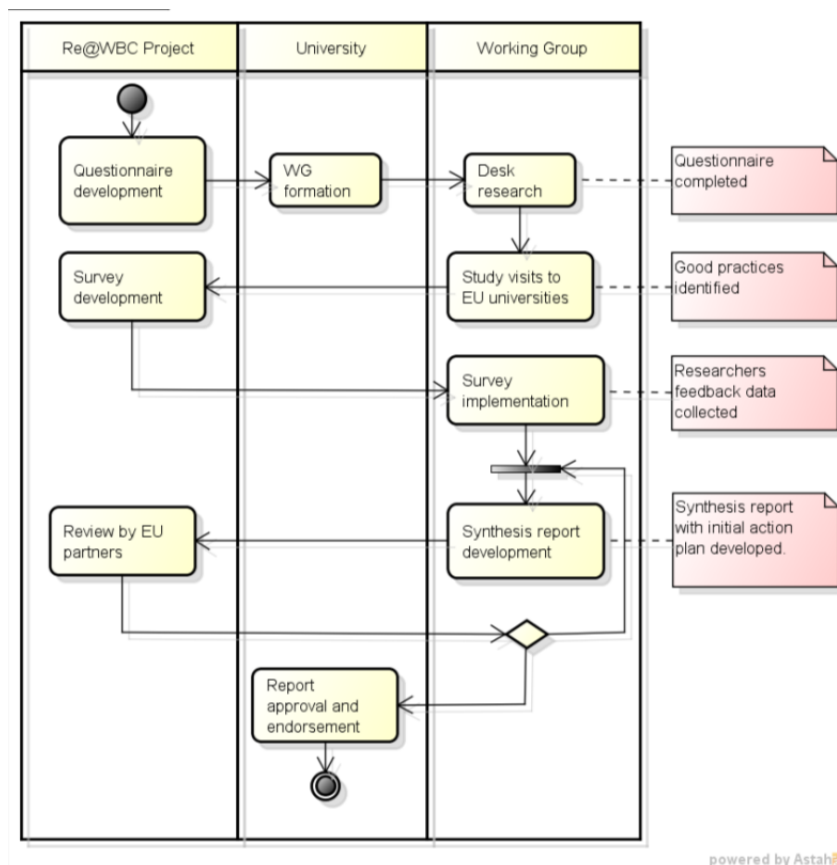 Re@WBC Project
University
Working Group
Questionnaire
development
WG
formation
Desk
research
Questionnaire
completed
Survey
development
Study visits to
EU universities
Good practices
identified
Survey
implementation
Researchers
feedback data
collected
Review by EU
partners
Synthesis report
development
Synthesis report
with initial action
plan developed.
Report
approval and
endorsement
powered by Astah